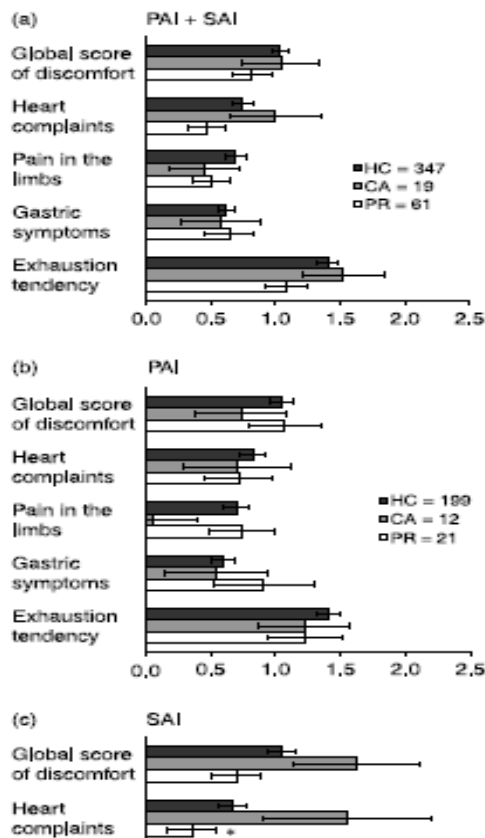 (a) PAI + SAI
Global score
of discomfort
Heart
complaints
Pain in the
limbs
Gastric
symptoms
Exhaustion
tendency
HC = 347
CA = 19
PR = 61
0.0 0.5 1.0 1.5 2.0 2.5
(b) PAI
Global score
of discomfort
Heart
complaints
Pain in the
limbs
Gastric
symptoms
Exhaustion
tendency
HC = 199
CA = 12
PR = 21
0.0 0.5 1.0 1.5 2.0 2.5
(c) SAI
Global score
of discomfort
Heart
complaints
*